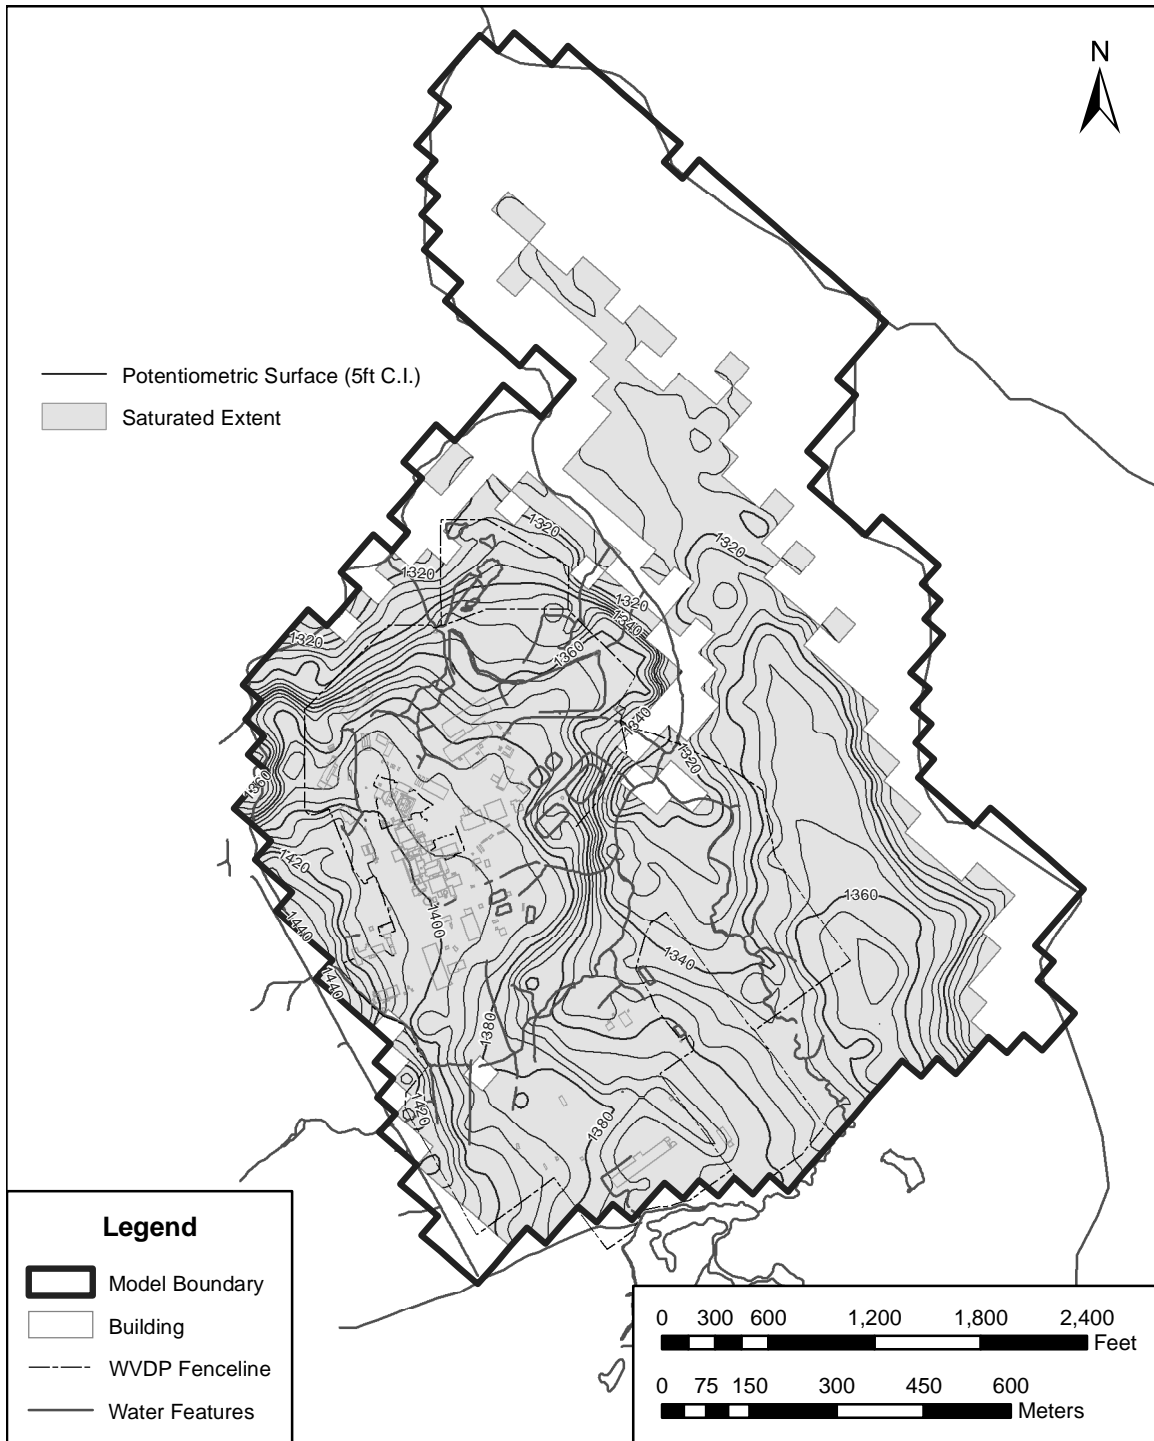 N
Potentiometric Surface (5ft C.I.)
Saturated Extent
1320
1320
1320
1320
1340
1320
1360
1340
1320
1360
1420
1360
1440
1400
1340
1440
1380
1420
1380
Legend
Model Boundary
Building
WVDP Fenceline
Water Features
0 300 600 1,200 1,800 2,400
Feet
0 75 150 300 450 600
Meters